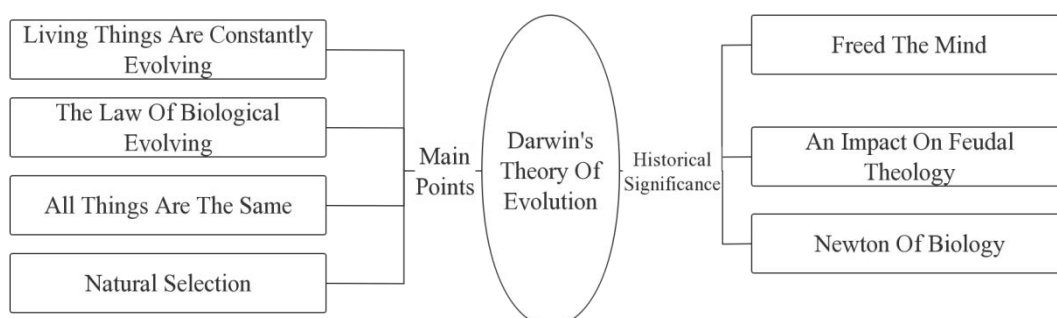 Living Things Are Constantly
Evolving
The Law Of Biological
Evolving
All Things Are The Same
Natural Selection
Main
Points
Darwin's
Theory Of
Evolution
Historical
Significance
Freed The Mind
An Impact On Feudal
Theology
Newton Of Biology